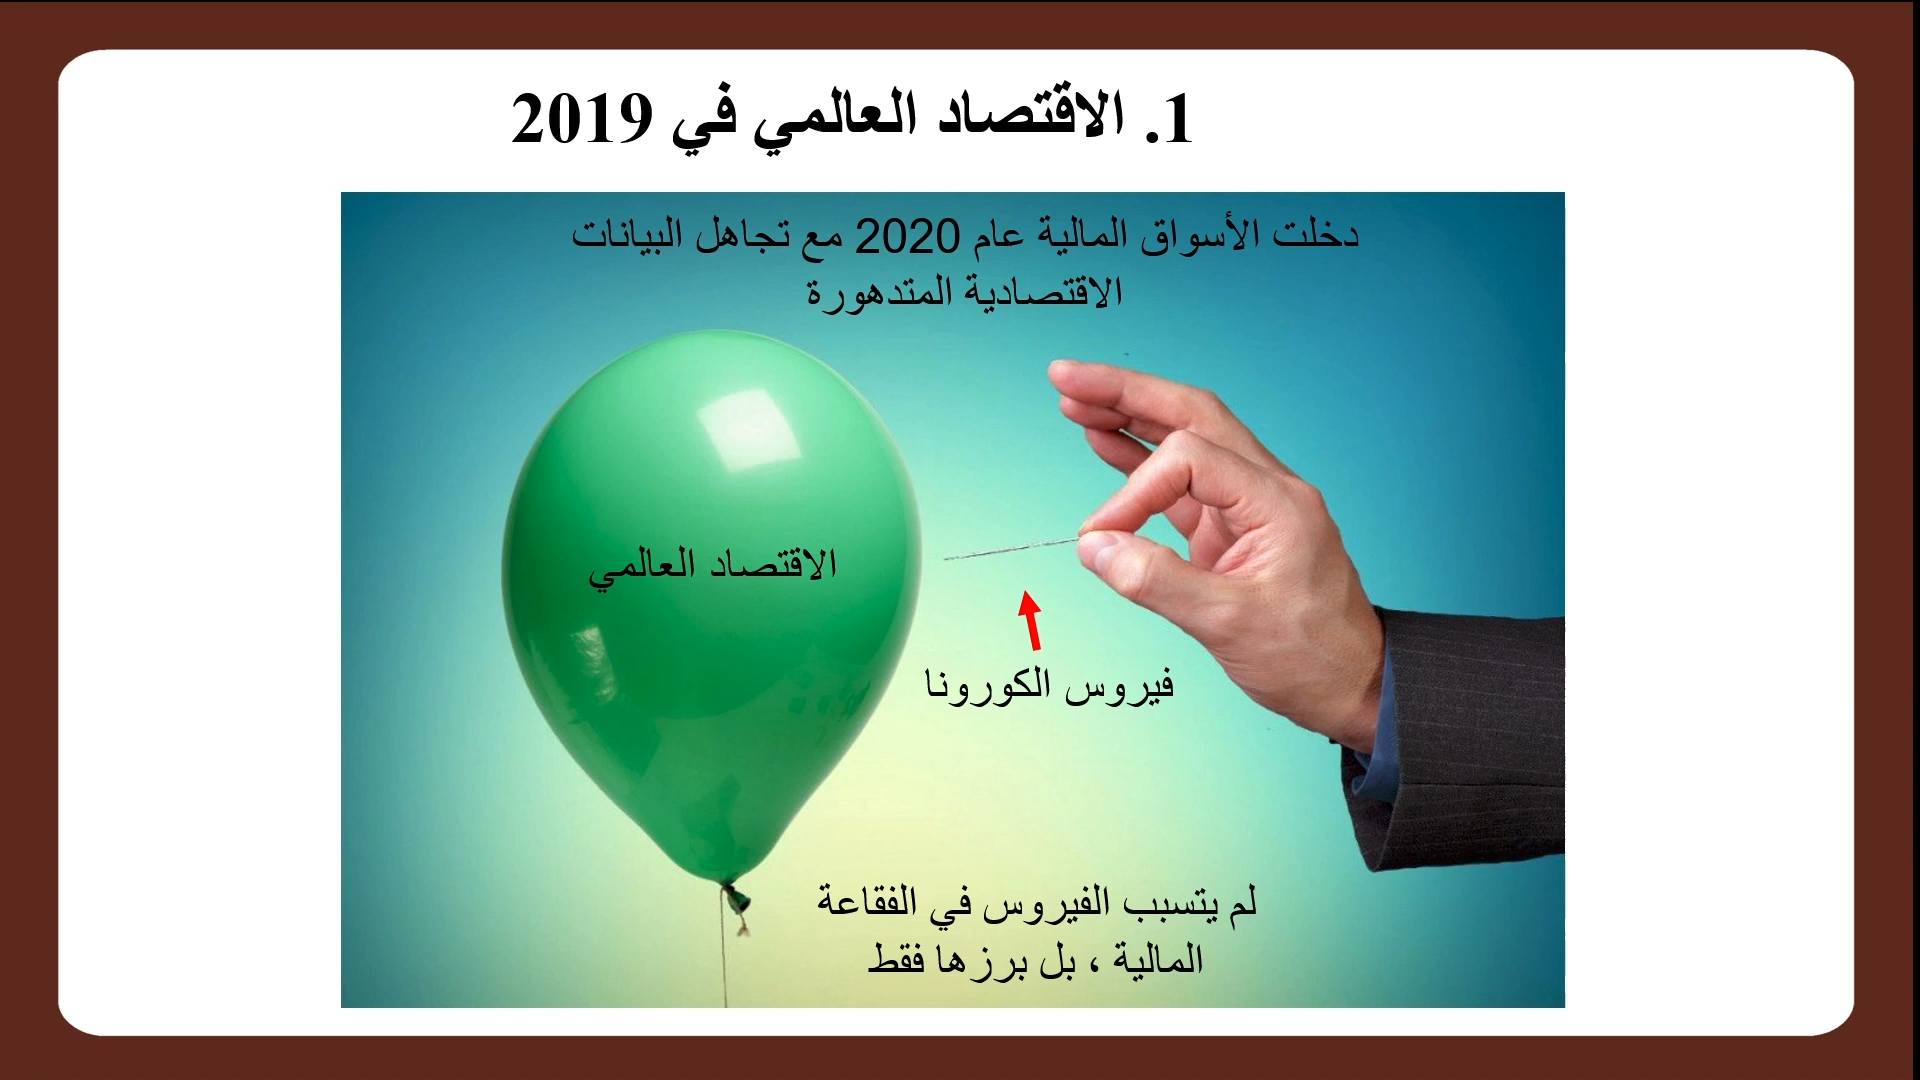 1. الاقتصاد العالمي في 2019
دخلت الأسواق المالية عام 2020 مع تجاهل البيانات
الاقتصادية المتدهورة
الاقتصاد العالمي
فيروس الكورونا
لم يتسبب الفيروس في الفقاعة
المالية ، بل برزها فقط